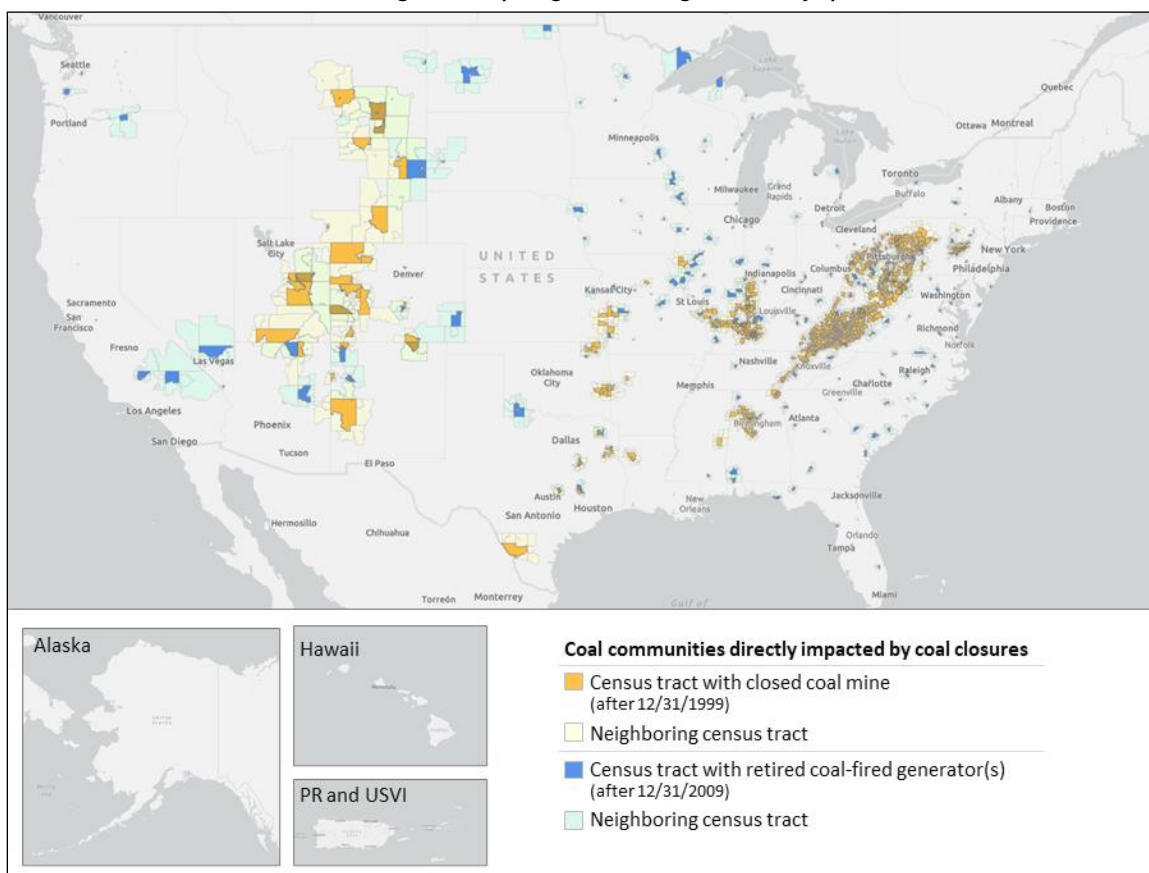 Vancouver
Seattle
Portland
Quebec
Ottawa Montreal
Lake Superior
Minneapolis
Toronto
Buffalo
Albany
Boston
Providence
Milwaukee
Grand Rapids
Detroit
Chicago
Cleveland
New York
Pittsburgh
Philadelphia
Salt Lake City
UNITED
STATES
Denver
Indianapolis
Columbus
Cincinnati
Washington
Kansas City
St Louis
Louisville
Richmond
Norfolk
Sacramento
San Francisco
Fresno
Las Vegas
Nashville
Knoxville
Raleigh
Oklahoma City
Memphis
Charlotte
Greenville
Los Angeles
Phoenix
Birmingham
Atlanta
San Diego
Tucson
Dallas
El Paso
Austin
Houston
San Antonio
New Orleans
Jacksonville
Hermosillo
Chihuahua
Orlando
Tampa
Miami
Torreón
Monterrey
Gulf of
Alaska
Hawaii
Honolulu
PR and USVI
Coal communities directly impacted by coal closures
Census tract with closed coal mine
(after 12/31/1999)
Neighboring census tract
Census tract with retired coal-fired generator(s)
(after 12/31/2009)
Neighboring census tract